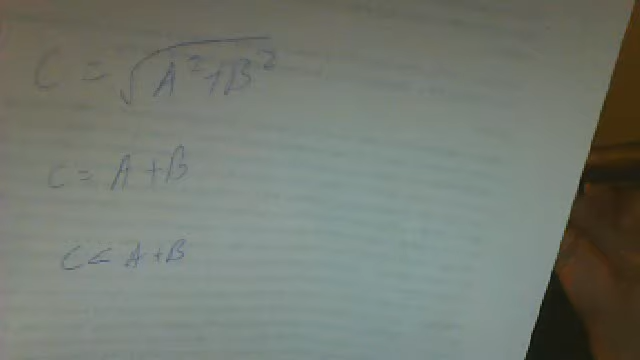 C = √A²+B²
C = A+B
C < A+B